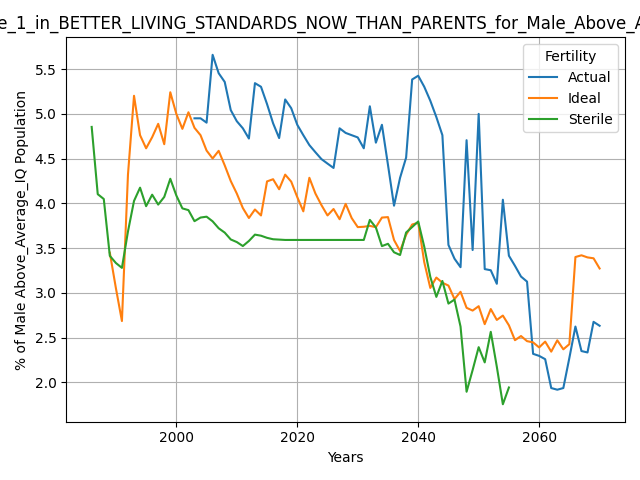 e_1_in_BETTER_LIVING_STANDARDS_NOW_THAN_PARENTS_for_Male_Above_A
Fertility
Actual
Ideal
Sterile
% of Male Above_Average_IQ Population
5.5
5.0
4.5
4.0
3.5
3.0
2.5
2.0
2000 2020 2040 2060
Years